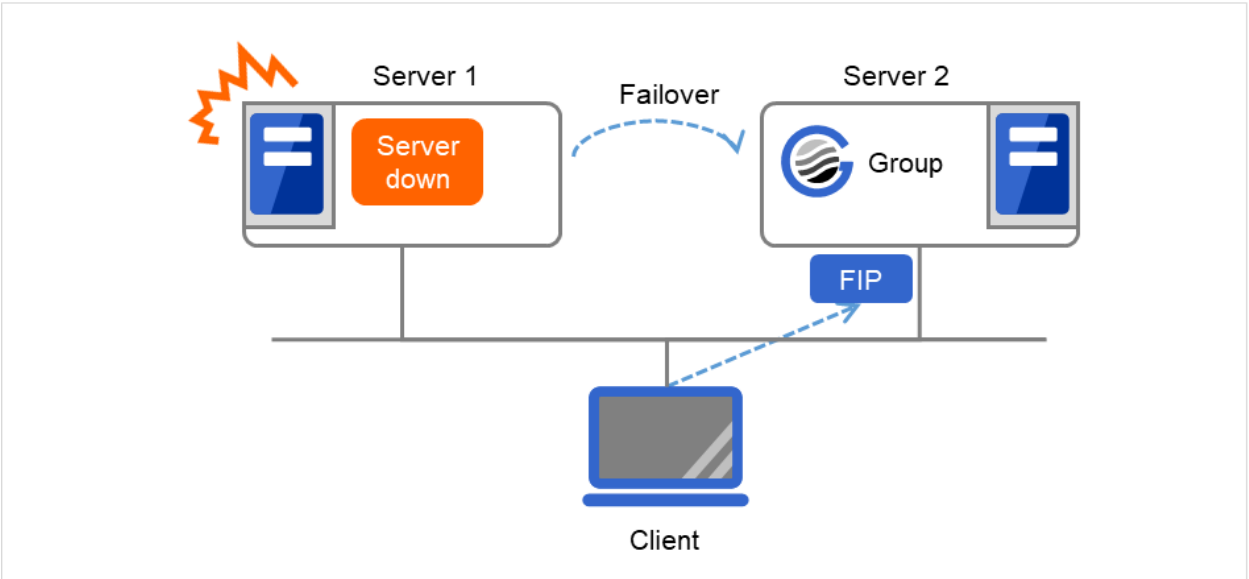 Server 1
Failover
Server 2
Server
down
Group
FIP
Client